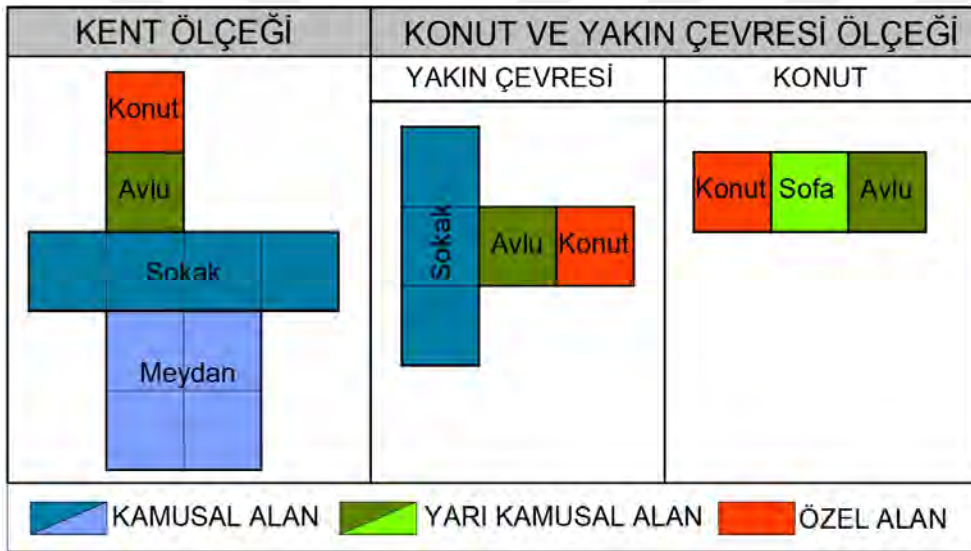 KENT ÖLÇEĞİ
KONUT VE YAKIN ÇEVRESİ ÖLÇEĞİ
YAKIN ÇEVRESİ
KONUT
Konut
Avlu
Sokak
Meydan
Sokak
Avlu
Konut
Konut
Sofa
Avlu
KAMUSAL ALAN
YARI KAMUSAL ALAN
ÖZEL ALAN